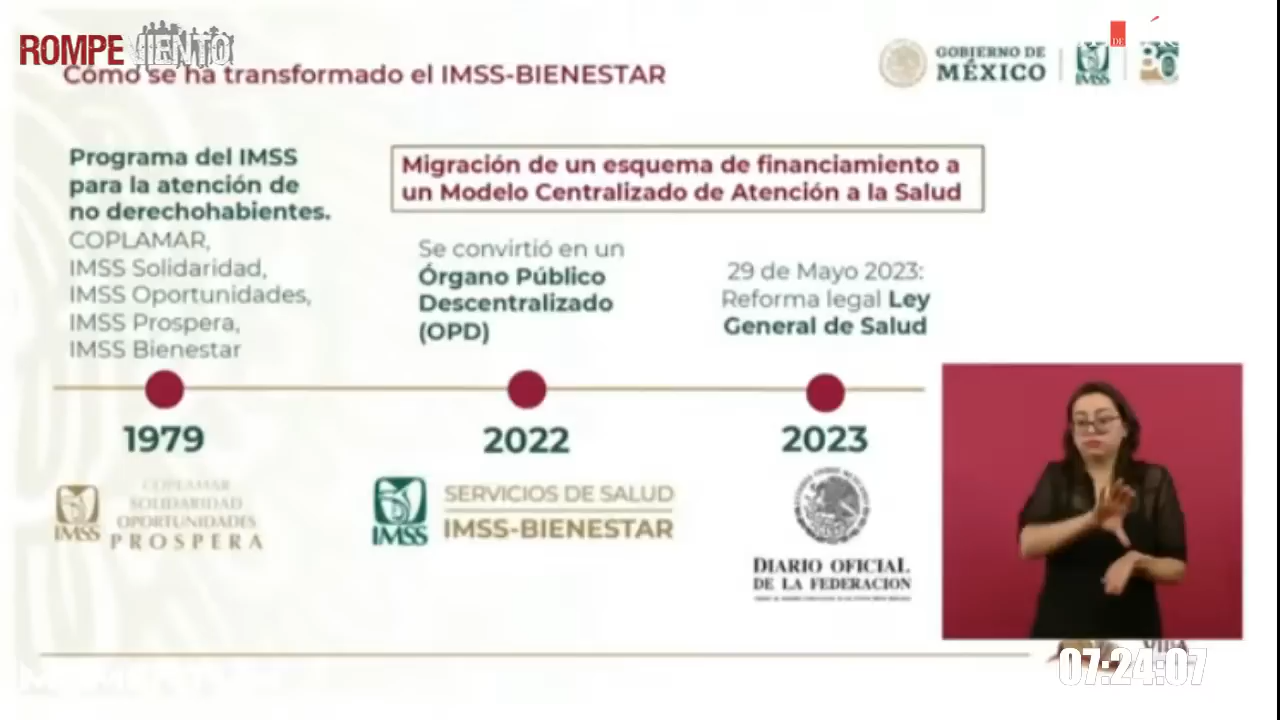 ROMPEVIENTO
Cómo se ha transformado el IMSS-BIENESTAR
GOBIERNO DE
MÉXICO
IMSS
DE
Programa del IMSS
para la atención de
no derechohabientes.
COPLAMAR,
IMSS Solidaridad,
IMSS Oportunidades,
IMSS Prospera,
IMSS Bienestar
Migración de un esquema de financiamiento a
un Modelo Centralizado de Atención a la Salud
Se convirtió en un
Órgano Público
Descentralizado
(OPD)
29 de Mayo 2023:
Reforma legal Ley
General de Salud
1979
2022
2023
IMSS
COPLAMAR
SOLIDARIDAD
OPORTUNIDADES
PROSPERA
IMSS
SERVICIOS DE SALUD
IMSS-BIENESTAR
DIARIO OFICIAL
DE LA FEDERACION
07:24:07